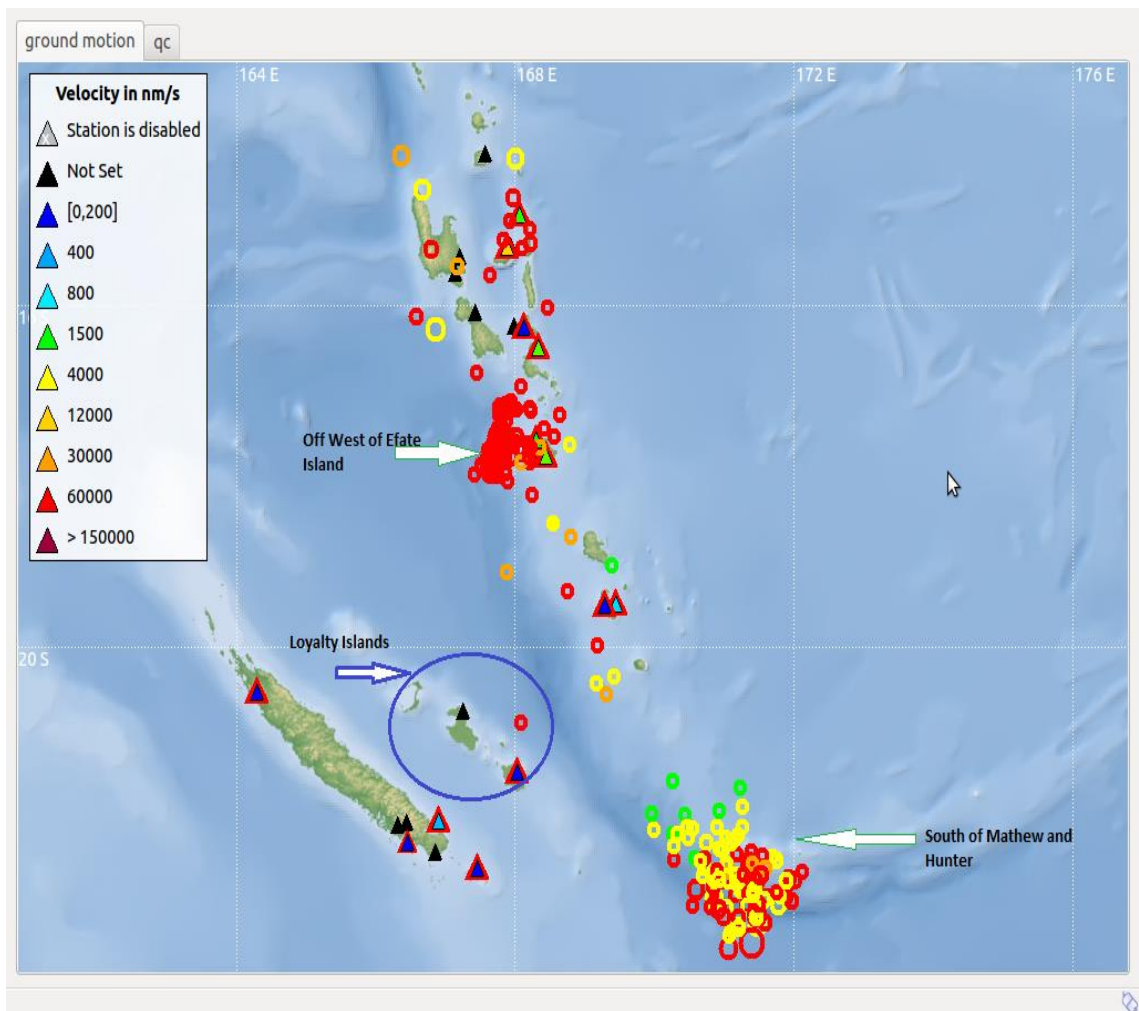 ground motion
qc
164 E
168 E
172 E
176 E
Velocity in nm/s
Station is disabled
Not Set
[0,200]
400
800
1500
4000
12000
30000
60000
> 150000
Off West of Efate
Island
Loyalty Islands
20 S
South of Mathew and
Hunter